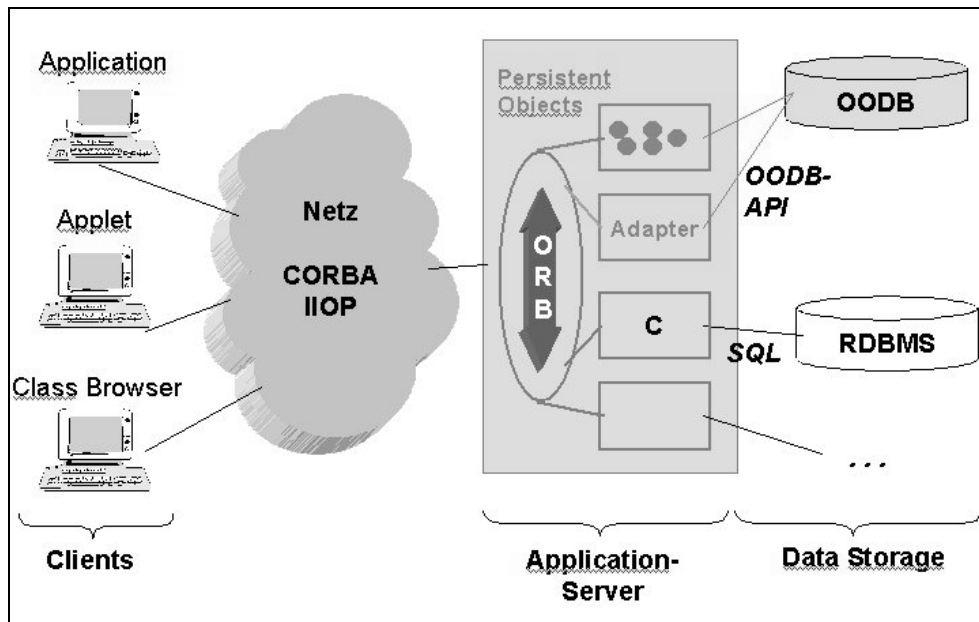 Application
Applet
Class Browser
Clients
Netz
CORBA
IIOP
Persistent
Objects
Adapter
O
R
B
C
Application-
Server
OODB-
API
SQL
OODB
RDBMS
...
Data Storage